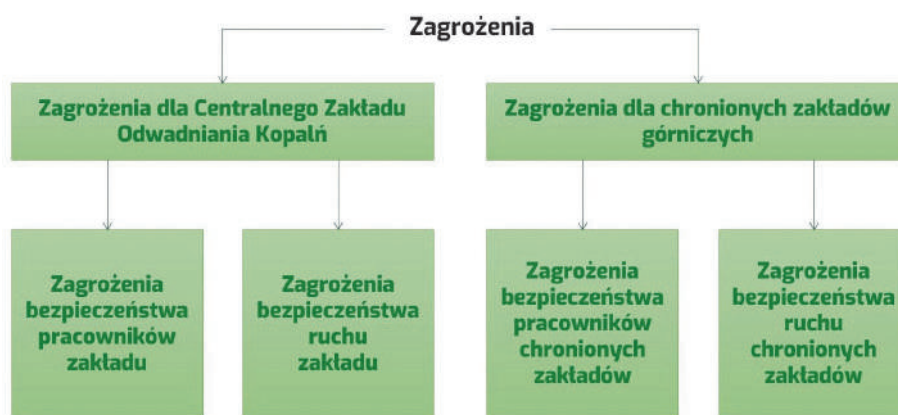 Zagrożenia
Zagrożenia dla Centralnego Zakładu
Odwadniania Kopalń
Zagrożenia dla chronionych zakładów
górniczych
Zagrożenia
bezpieczeństwa
pracowników
zakładu
Zagrożenia
bezpieczeństwa
ruchu
zakładu
Zagrożenia
bezpieczeństwa
pracowników
chronionych
zakładów
Zagrożenia
bezpieczeństwa
ruchu
chronionych
zakładów